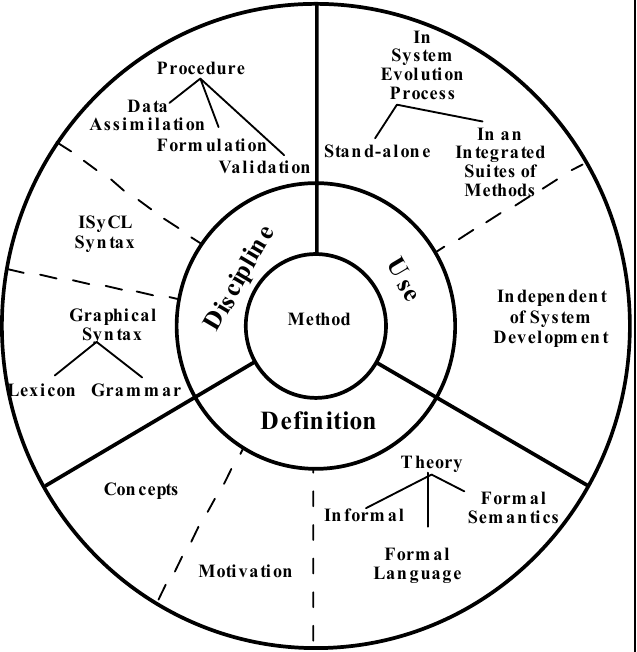 Procedure
Data
Assimilation
Formulation
Validation
In
System
Evolution
Process
Stand-alone
In an
Integrated
Suites of
Methods
ISyCL
Syntax
Discipline
Use
Graphical
Syntax
Lexicon
Grammar
Method
Independent
of System
Development
Definition
Concepts
Motivation
Theory
Informal
Formal
Language
Formal
Semantics